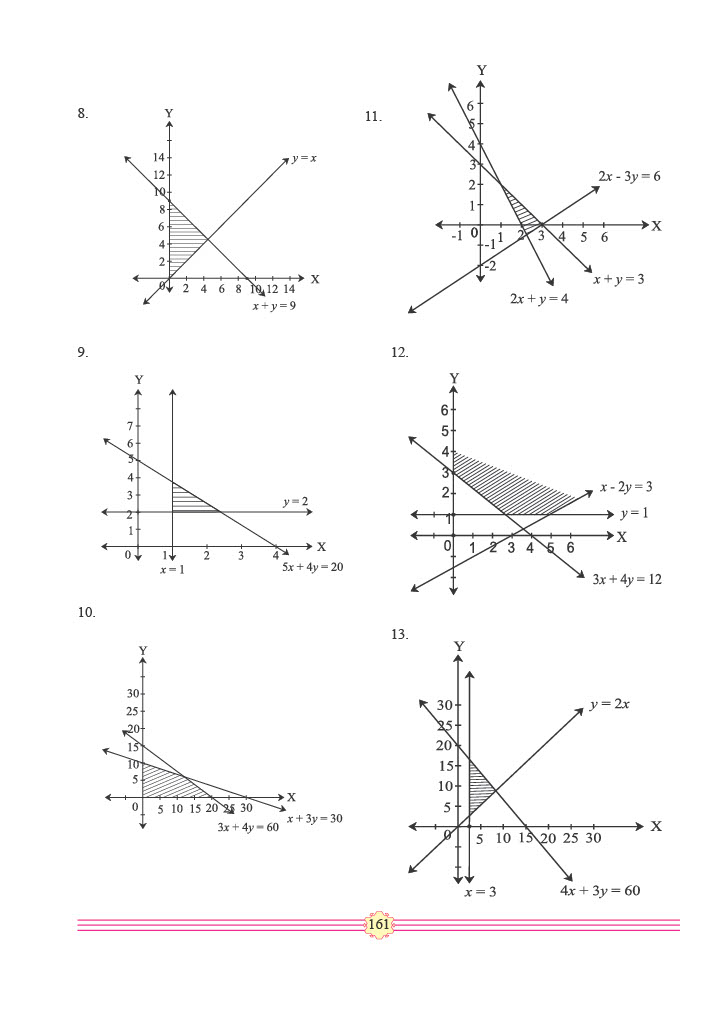 8.
Y
14
12
10
8
6
4
2
0
2 4 6 8 10 12 14
X
y = x
x + y = 9
9.
Y
7
6
5
4
3
2
1
0
1 2 3 4
X
y = 2
x = 1
5x + 4y = 20
10.
Y
30
25
20
15
10
5
0
5 10 15 20 25 30
X
3x + 4y = 60
x + 3y = 30
11.
Y
6
5
4
3
2
1
-1 0 1 2 3 4 5 6
X
-1
-2
2x - 3y = 6
x + y = 3
2x + y = 4
12.
Y
6
5
4
3
2
1
0
1 2 3 4 5 6
X
x - 2y = 3
y = 1
3x + 4y = 12
13.
Y
30
25
20
15
10
5
0
5 10 15 20 25 30
X
y = 2x
x = 3
4x + 3y = 60
161